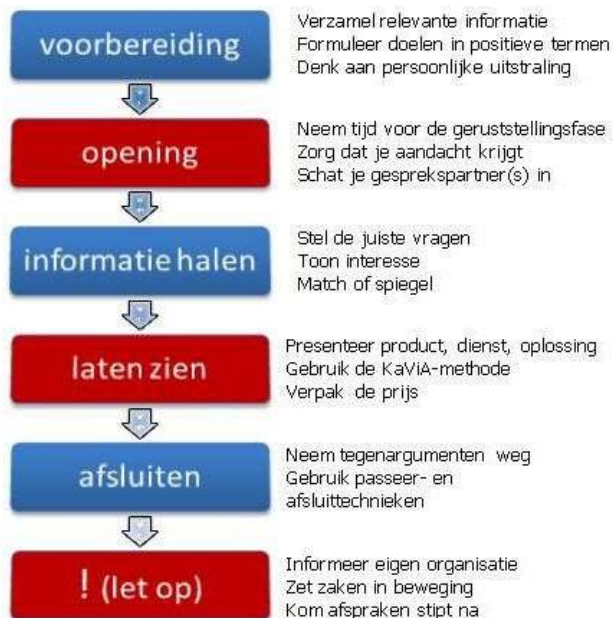 voorbereiding
Verzamel relevante informatie
Formuleer doelen in positieve termen
Denk aan persoonlijke uitstraling
opening
Neem tijd voor de geruststellingsfase
Zorg dat je aandacht krijgt
Schat je gesprekspartner(s) in
informatie halen
Stel de juiste vragen
Toon interesse
Match of spiegel
laten zien
Presenteer product, dienst, oplossing
Gebruik de KaViA-methode
Verpak de prijs
afsluiten
Neem tegenargumenten weg
Gebruik passeer- en
afsluittechnieken
! (let op)
Informeer eigen organisatie
Zet zaken in beweging
Kom afspraken stipt na